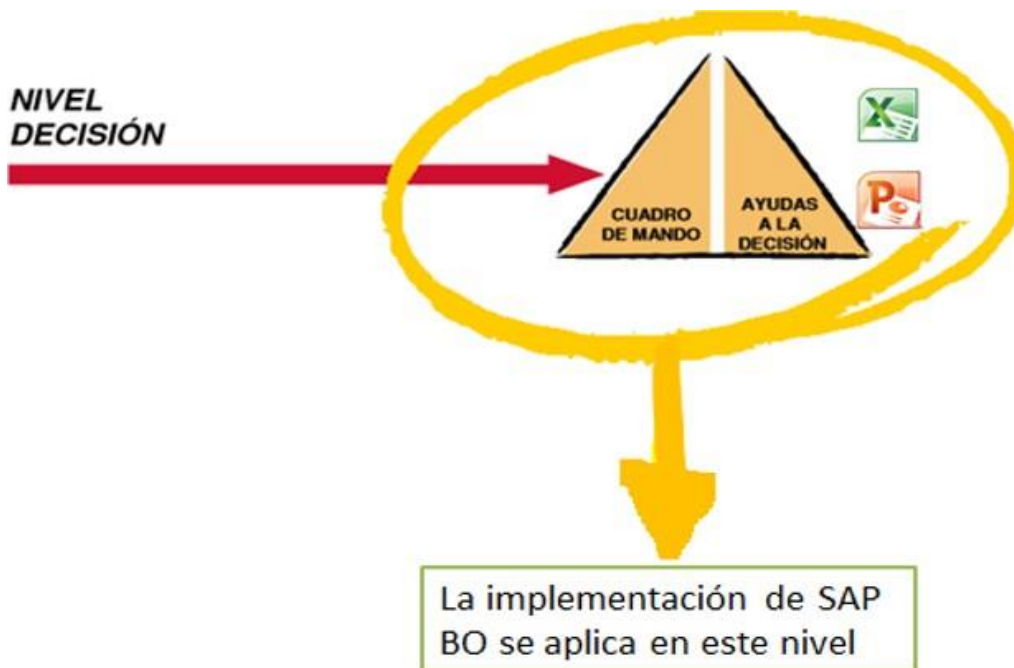 NIVEL
DECISIÓN
CUADRO
DE MANDO
AYUDAS
A LA
DECISIÓN
X
P
La implementación de SAP
BO se aplica en este nivel